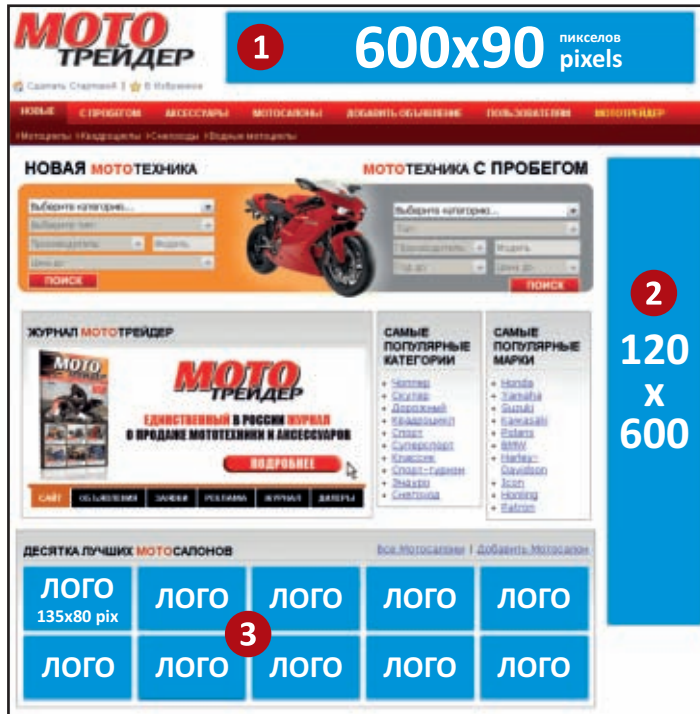 МОТО
ТРЕЙДЕР
1
600x90 пикселов
pixels
Сделать Стартовой | В Избранное
НОВЫЕ С ПРОБЕГОМ АКСЕССУАРЫ МОТОСАЛОНЫ ДОБАВИТЬ ОБЪЯВЛЕНИЕ ПОЛЬЗОВАТЕЛЯМ МОТОТРЕЙДЕР
Мотоциклы Квадроциклы Снегоходы Водные мотоциклы
НОВАЯ МОТОТЕХНИКА
МОТОТЕХНИКА С ПРОБЕГОМ
Выберите категорию...
Выберите тип:
Производитель: Модель
Цена до:
ПОИСК
Выберите категорию...
Тип:
Производитель: Модель
Год до: Цена до:
ПОИСК
2
120
x
600
ЖУРНАЛ МОТОТРЕЙДЕР
МОТО
МОТО
ТРЕЙДЕР
ЕДИНСТВЕННЫЙ В РОССИИ ЖУРНАЛ
О ПРОДАЖЕ МОТОТЕХНИКИ И АКСЕССУАРОВ
ПОДРОБНЕЕ
САЙТ ОБЪЯВЛЕНИЯ ЗАЯВКИ РЕКЛАМА ЖУРНАЛ ДИЛЕРЫ
САМЫЕ
ПОПУЛЯРНЫЕ
КАТЕГОРИИ
Чоппер
Скутер
Дорожный
Квадроцикл
Спорт
Суперспорт
Классик
Спорт-туризм
Эндуро
Снегоход
САМЫЕ
ПОПУЛЯРНЫЕ
МАРКИ
Honda
Yamaha
Suzuki
Kawasaki
Polaris
BMW
Harley-
Davidson
Icon
Honling
Patron
ДЕСЯТКА ЛУЧШИХ МОТОСАЛОНОВ
Все Мотосалоны | Добавить Мотосалон
ЛОГО
135x80 pix
ЛОГО
ЛОГО
ЛОГО
ЛОГО
3
ЛОГО
ЛОГО
ЛОГО
ЛОГО
ЛОГО